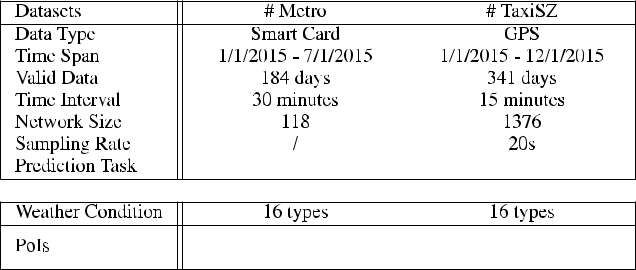 Datasets # Metro # TaxiSZ
Data Type Smart Card GPS
Time Span 1/1/2015 - 7/1/2015 1/1/2015 - 12/1/2015
Valid Data 184 days 341 days
Time Interval 30 minutes 15 minutes
Network Size 118 1376
Sampling Rate / 20s
Prediction Task
Weather Condition 16 types 16 types
PoIs